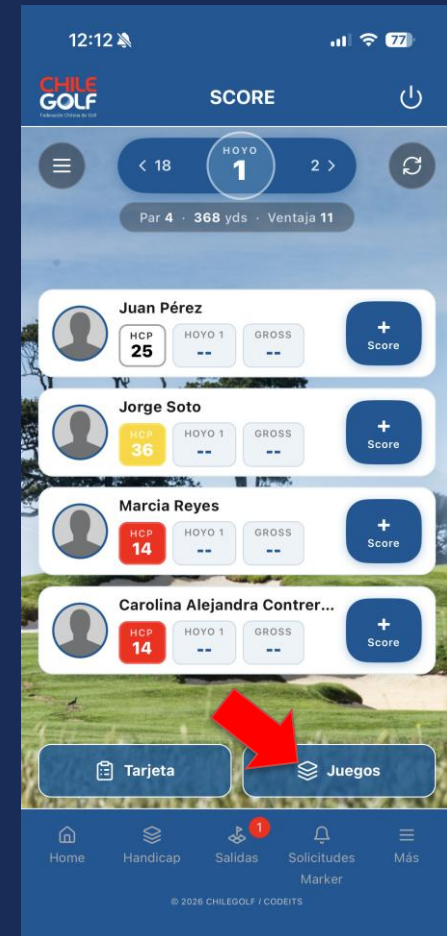 12:12
77
CHILE
GOLF
Federación Chilena de Golf
SCORE
< 18
HOYO
1
2 >
Par 4 · 368 yds · Ventaja 11
Juan Pérez
HCP
25
HOYO 1
--
GROSS
--
+
Score
Jorge Soto
HCP
36
HOYO 1
--
GROSS
--
+
Score
Marcia Reyes
HCP
14
HOYO 1
--
GROSS
--
+
Score
Carolina Alejandra Contrer...
HCP
14
HOYO 1
--
GROSS
--
+
Score
Tarjeta
Juegos
1
Home
Handicap
Salidas
Solicitudes
Marker
Más
© 2026 CHILEGOLF / CODEITS